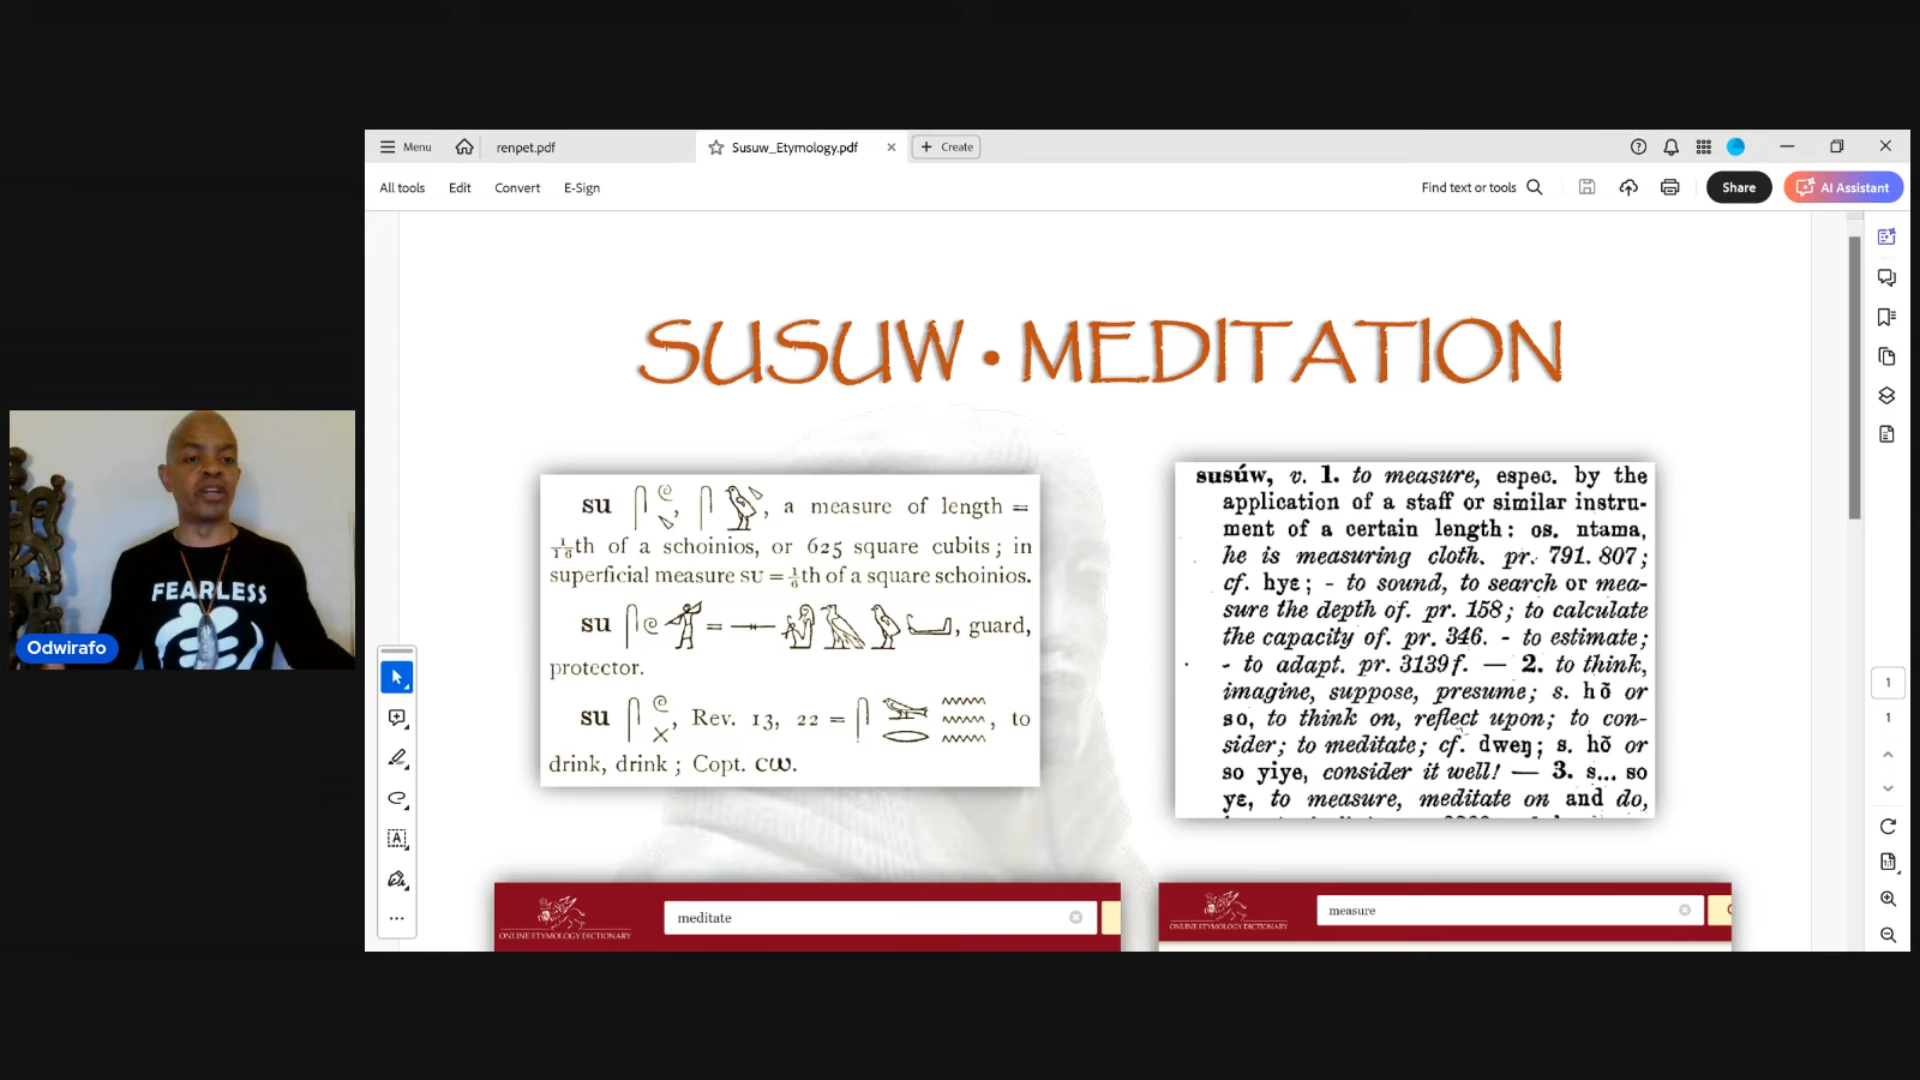 Menu
renpet.pdf
Susuw_Etymology.pdf
Create
All tools
Edit
Convert
E-Sign
Find text or tools
Share
AI Assistant
SUSUW • MEDITATION
su , a measure of length =
1/16th of a schoinios, or 625 square cubits; in
superficial measure su = 1/6th of a square schoinios.
su = , guard,
protector.
su , Rev. 13, 22 = , to
drink, drink; Copt. ⲥⲱ.
susúw, v. 1. to measure, espec. by the
application of a staff or similar instru-
ment of a certain length: os. ntama,
he is measuring cloth. pr. 791. 807;
cf. hyɛ; - to sound, to search or mea-
sure the depth of. pr. 158; to calculate
the capacity of. pr. 346. - to estimate;
- to adapt. pr. 3139 f. — 2. to think,
imagine, suppose, presume; s. hõ or
so, to think on, reflect upon; to con-
sider; to meditate; cf. dweŋ; s. hõ or
so yiye, consider it well! — 3. s... so
yɛ, to measure, meditate on and do,
FEARLESS
Odwirafo
ONLINE ETYMOLOGY DICTIONARY
meditate
ONLINE ETYMOLOGY DICTIONARY
measure
1
1